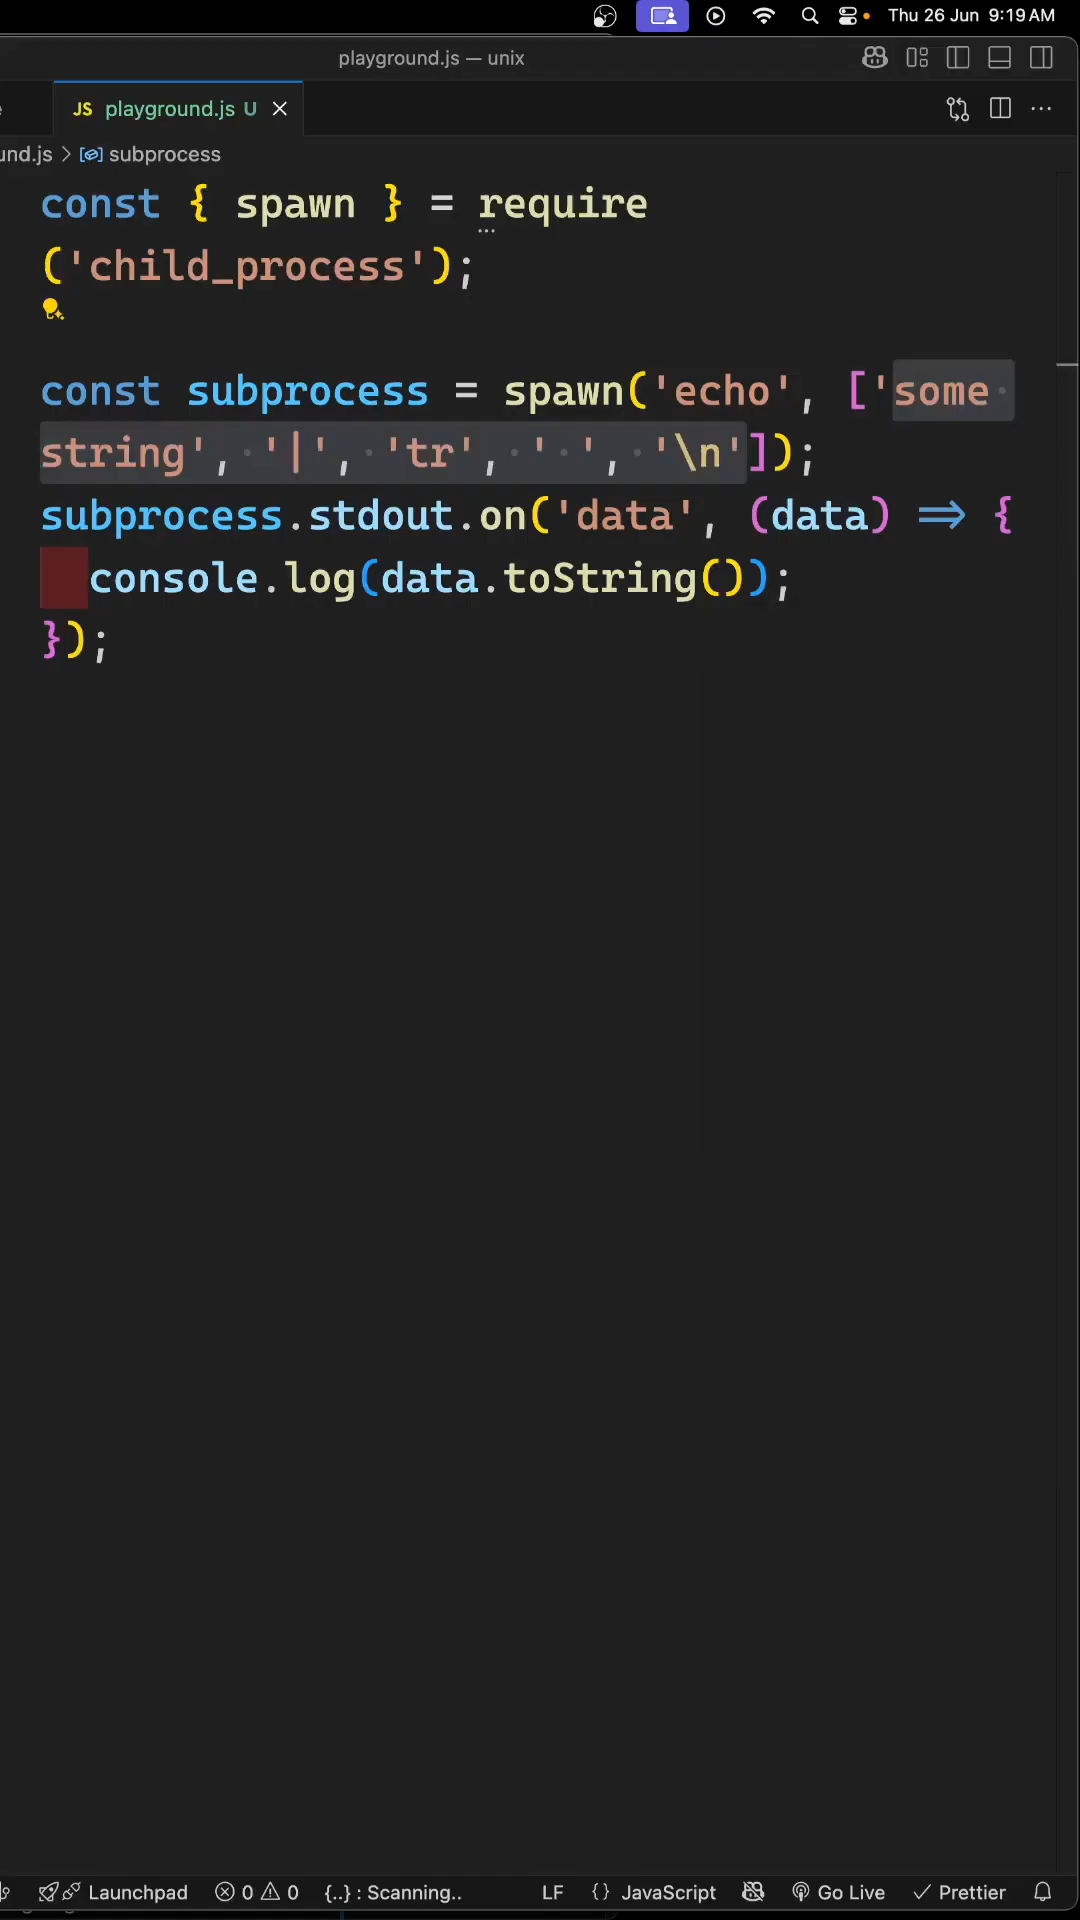 Thu 26 Jun 9:19 AM
playground.js — unix
JS playground.js U
und.js > subprocess
const { spawn } = require
('child_process');
const subprocess = spawn('echo', ['some
string', '|', 'tr', ' ', '\n']);
subprocess.stdout.on('data', (data) => {
console.log(data.toString());
});
Launchpad 0 0 {..} : Scanning.. LF {} JavaScript Go Live Prettier